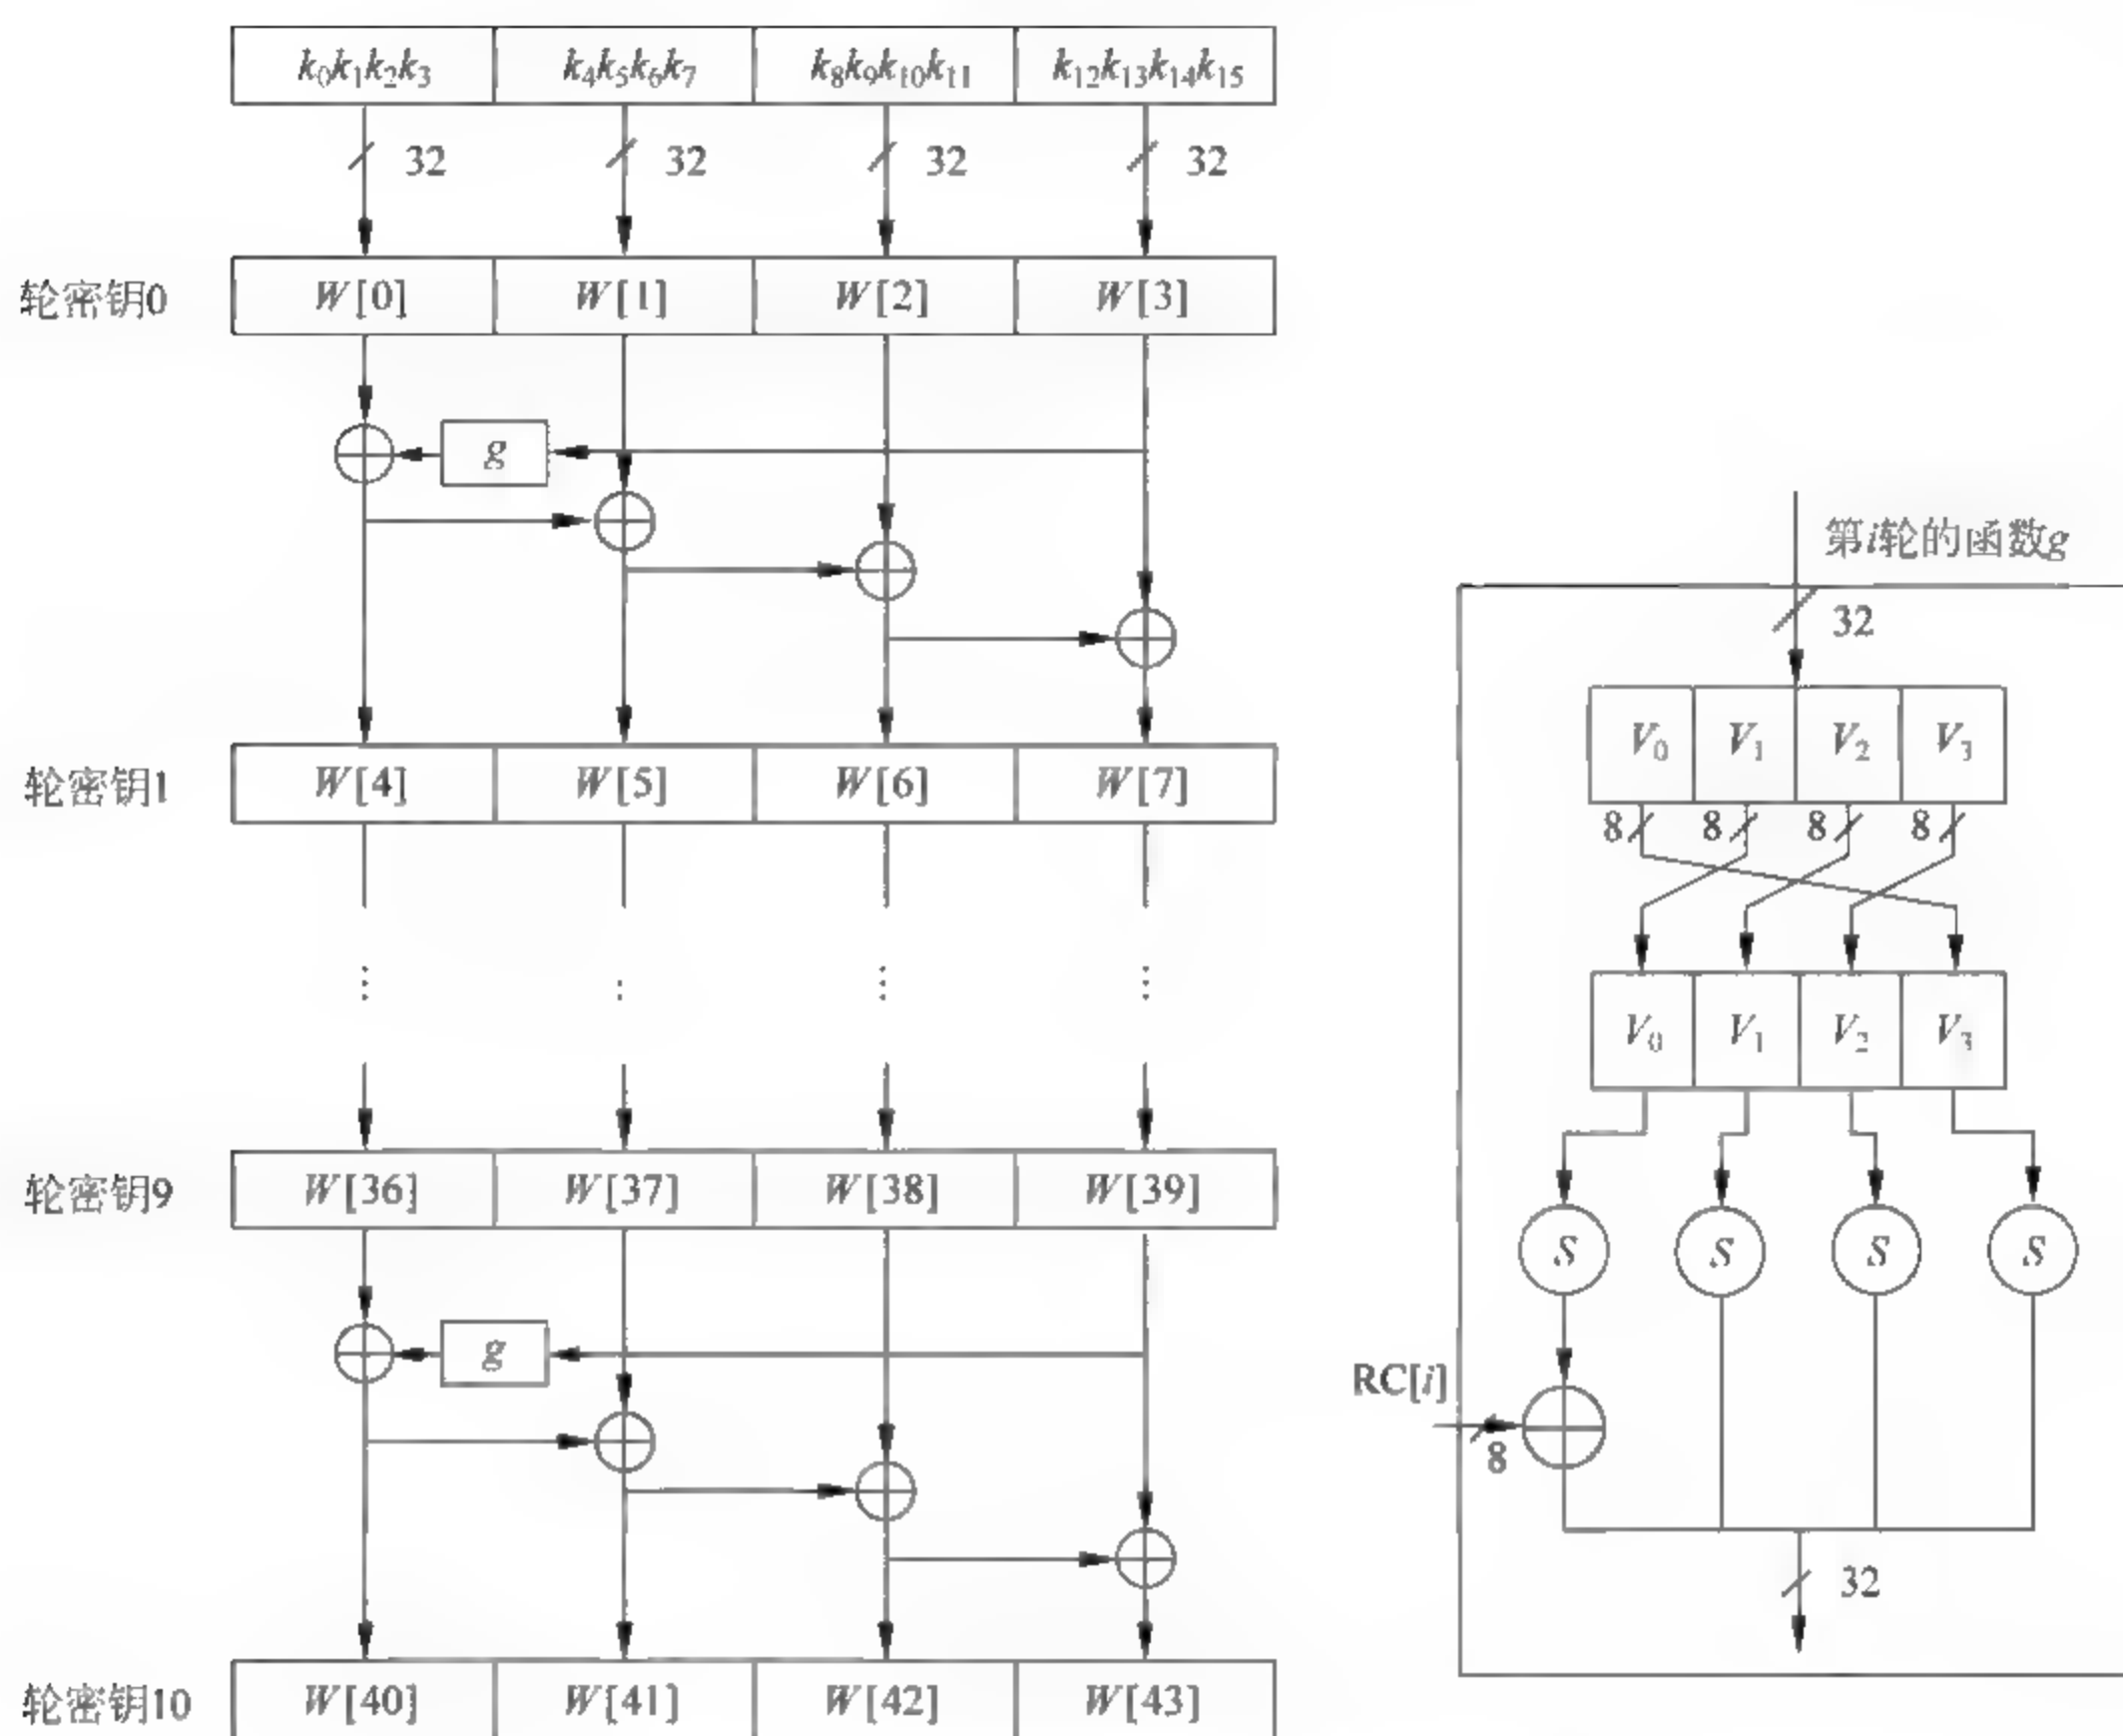 k₀k₁k₂k₃ k₄k₅k₆k₇ k₈k₉k₁₀k₁₁ k₁₂k₁₃k₁₄k₁₅
32 32 32 32
轮密钥0 W[0] W[1] W[2] W[3]
g
轮密钥1 W[4] W[5] W[6] W[7]
⋮ ⋮ ⋮ ⋮
轮密钥9 W[36] W[37] W[38] W[39]
g
轮密钥10 W[40] W[41] W[42] W[43]
第i轮的函数g
32
V₀ V₁ V₂ V₃
8 8 8 8
V₀ V₁ V₂ V₃
S S S S
RC[i]
8
32